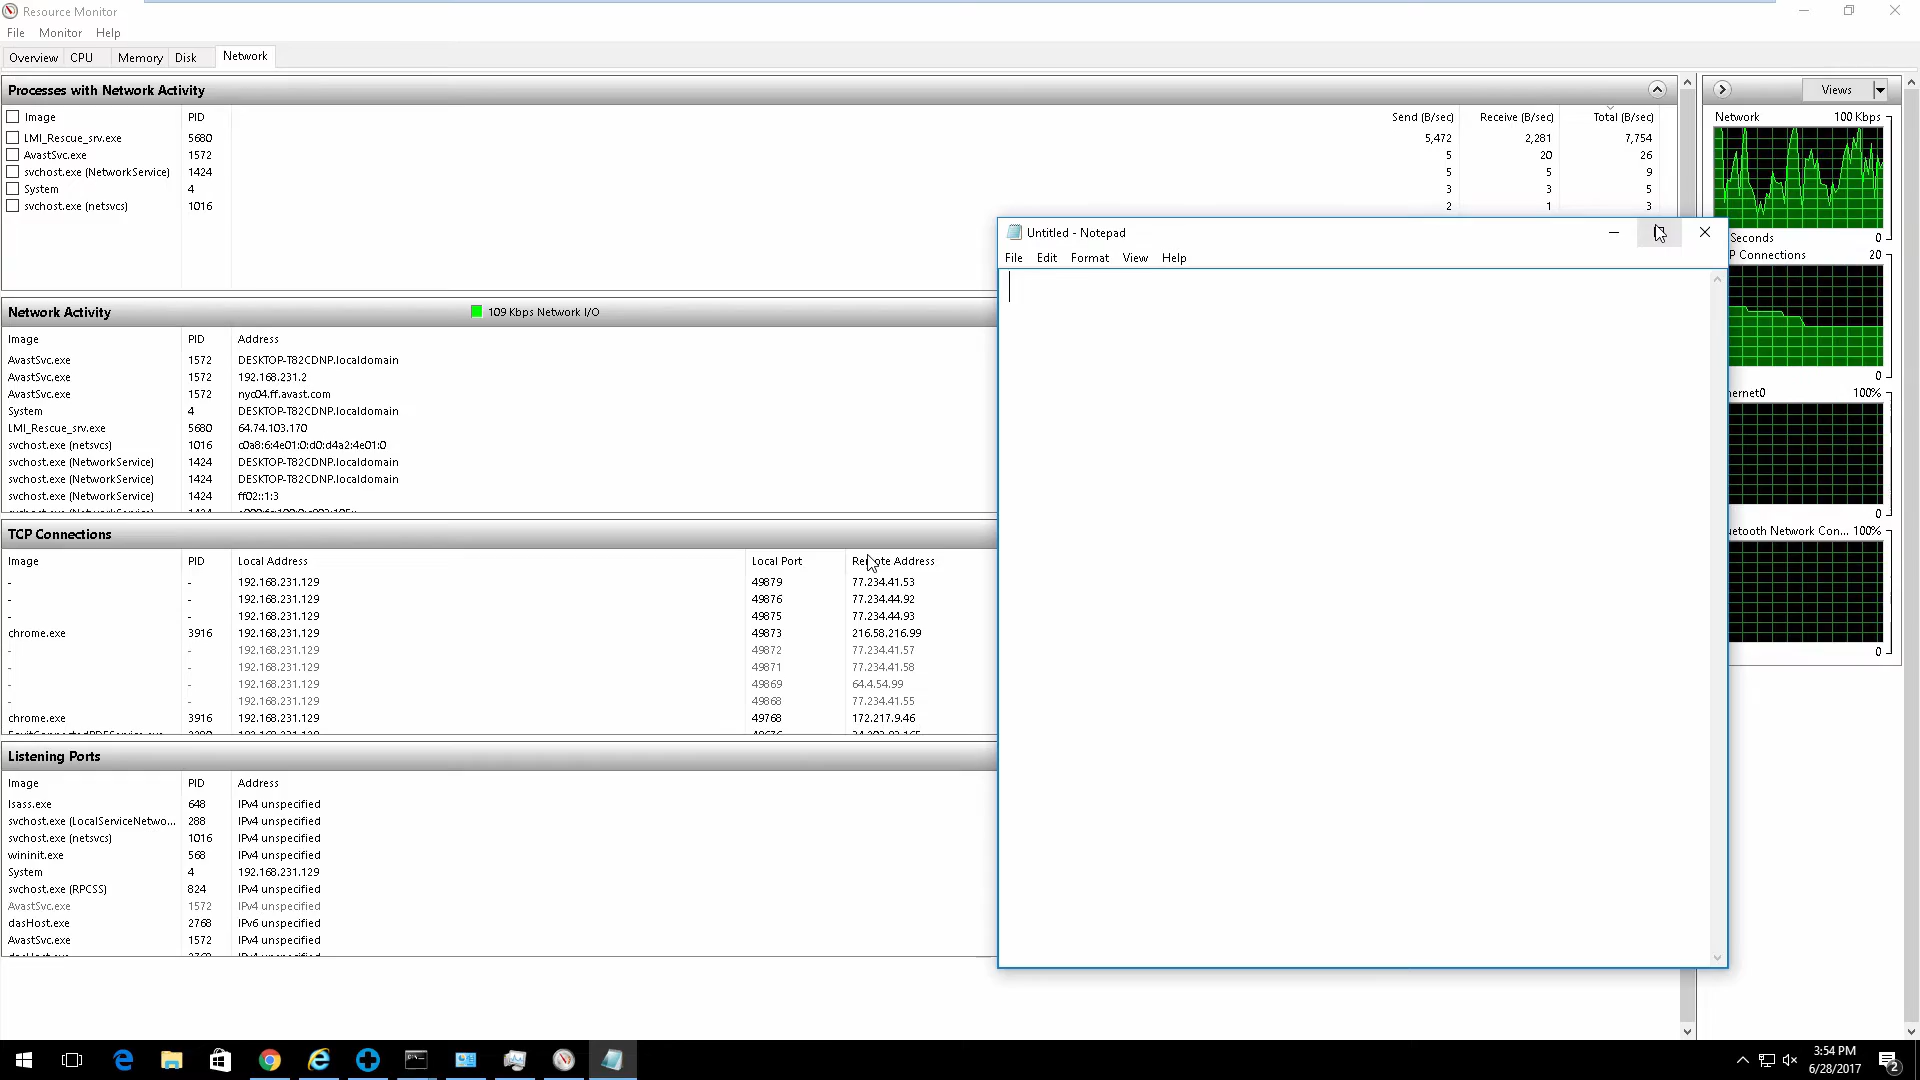 Resource Monitor
File Monitor Help
Overview CPU Memory Disk Network
Processes with Network Activity
Image PID Send (B/sec) Receive (B/sec) Total (B/sec)
LMI_Rescue_srv.exe 5680 5,472 2,281 7,754
AvastSvc.exe 1572 5 20 26
svchost.exe (NetworkService) 1424 5 5 9
System 4 3 3 5
svchost.exe (netsvcs) 1016 2 1 3
Network Activity 109 Kbps Network I/O
Image PID Address
AvastSvc.exe 1572 DESKTOP-T82CDNP.localdomain
AvastSvc.exe 1572 192.168.231.2
AvastSvc.exe 1572 nyc04.ff.avast.com
System 4 DESKTOP-T82CDNP.localdomain
LMI_Rescue_srv.exe 5680 64.74.103.170
svchost.exe (netsvcs) 1016 c0a8:6:4e01:0:d0:d4a2:4e01:0
svchost.exe (NetworkService) 1424 DESKTOP-T82CDNP.localdomain
svchost.exe (NetworkService) 1424 DESKTOP-T82CDNP.localdomain
svchost.exe (NetworkService) 1424 ff02::1:3
TCP Connections
Image PID Local Address Local Port Remote Address
- - 192.168.231.129 49879 77.234.41.53
- - 192.168.231.129 49876 77.234.44.92
- - 192.168.231.129 49875 77.234.44.93
chrome.exe 3916 192.168.231.129 49873 216.58.216.99
- - 192.168.231.129 49872 77.234.41.57
- - 192.168.231.129 49871 77.234.41.58
- - 192.168.231.129 49869 64.4.54.99
- - 192.168.231.129 49868 77.234.41.55
chrome.exe 3916 192.168.231.129 49768 172.217.9.46
Listening Ports
Image PID Address
lsass.exe 648 IPv4 unspecified
svchost.exe (LocalServiceNetwo... 288 IPv4 unspecified
svchost.exe (netsvcs) 1016 IPv4 unspecified
wininit.exe 568 IPv4 unspecified
System 4 192.168.231.129
svchost.exe (RPCSS) 824 IPv4 unspecified
AvastSvc.exe 1572 IPv4 unspecified
dasHost.exe 2768 IPv6 unspecified
AvastSvc.exe 1572 IPv4 unspecified
Untitled - Notepad
File Edit Format View Help
Views
Network 100 Kbps
Seconds 0
P Connections 20
0
ernet0 100%
0
uetooth Network Con... 100%
0
3:54 PM
6/28/2017
2